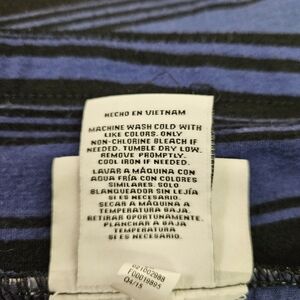 HECHO EN VIETNAM
MACHINE WASH COLD WITH
LIKE COLORS. ONLY
NON-CHLORINE BLEACH IF
NEEDED. TUMBLE DRY LOW.
REMOVE PROMPTLY.
COOL IRON IF NEEDED.
LAVAR A MÁQUINA CON
AGUA FRÍA CON COLORES
SIMILARES. SOLO
BLANQUEADOR SIN LEJÍA
SI ES NECESARIO.
SECAR A MÁQUINA A
TEMPERATURA BAJA.
RETIRAR OPORTUNAMENTE.
PLANCHAR A BAJA
TEMPERATURA
SI ES NECESARIO.
04/15